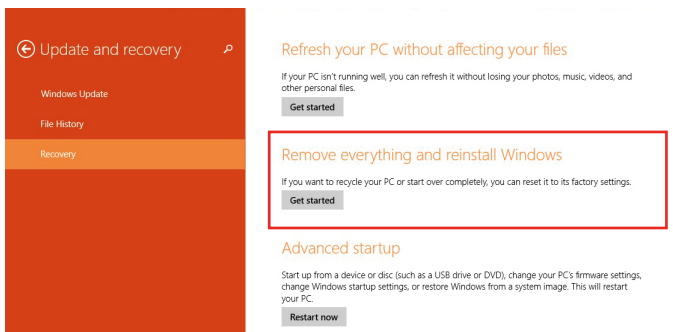 Update and recovery
Windows Update
File History
Recovery
Refresh your PC without affecting your files
If your PC isn't running well, you can refresh it without losing your photos, music, videos, and
other personal files.
Get started
Remove everything and reinstall Windows
If you want to recycle your PC or start over completely, you can reset it to its factory settings.
Get started
Advanced startup
Start up from a device or disc (such as a USB drive or DVD), change your PC's firmware settings,
change Windows startup settings, or restore Windows from a system image. This will restart
your PC.
Restart now